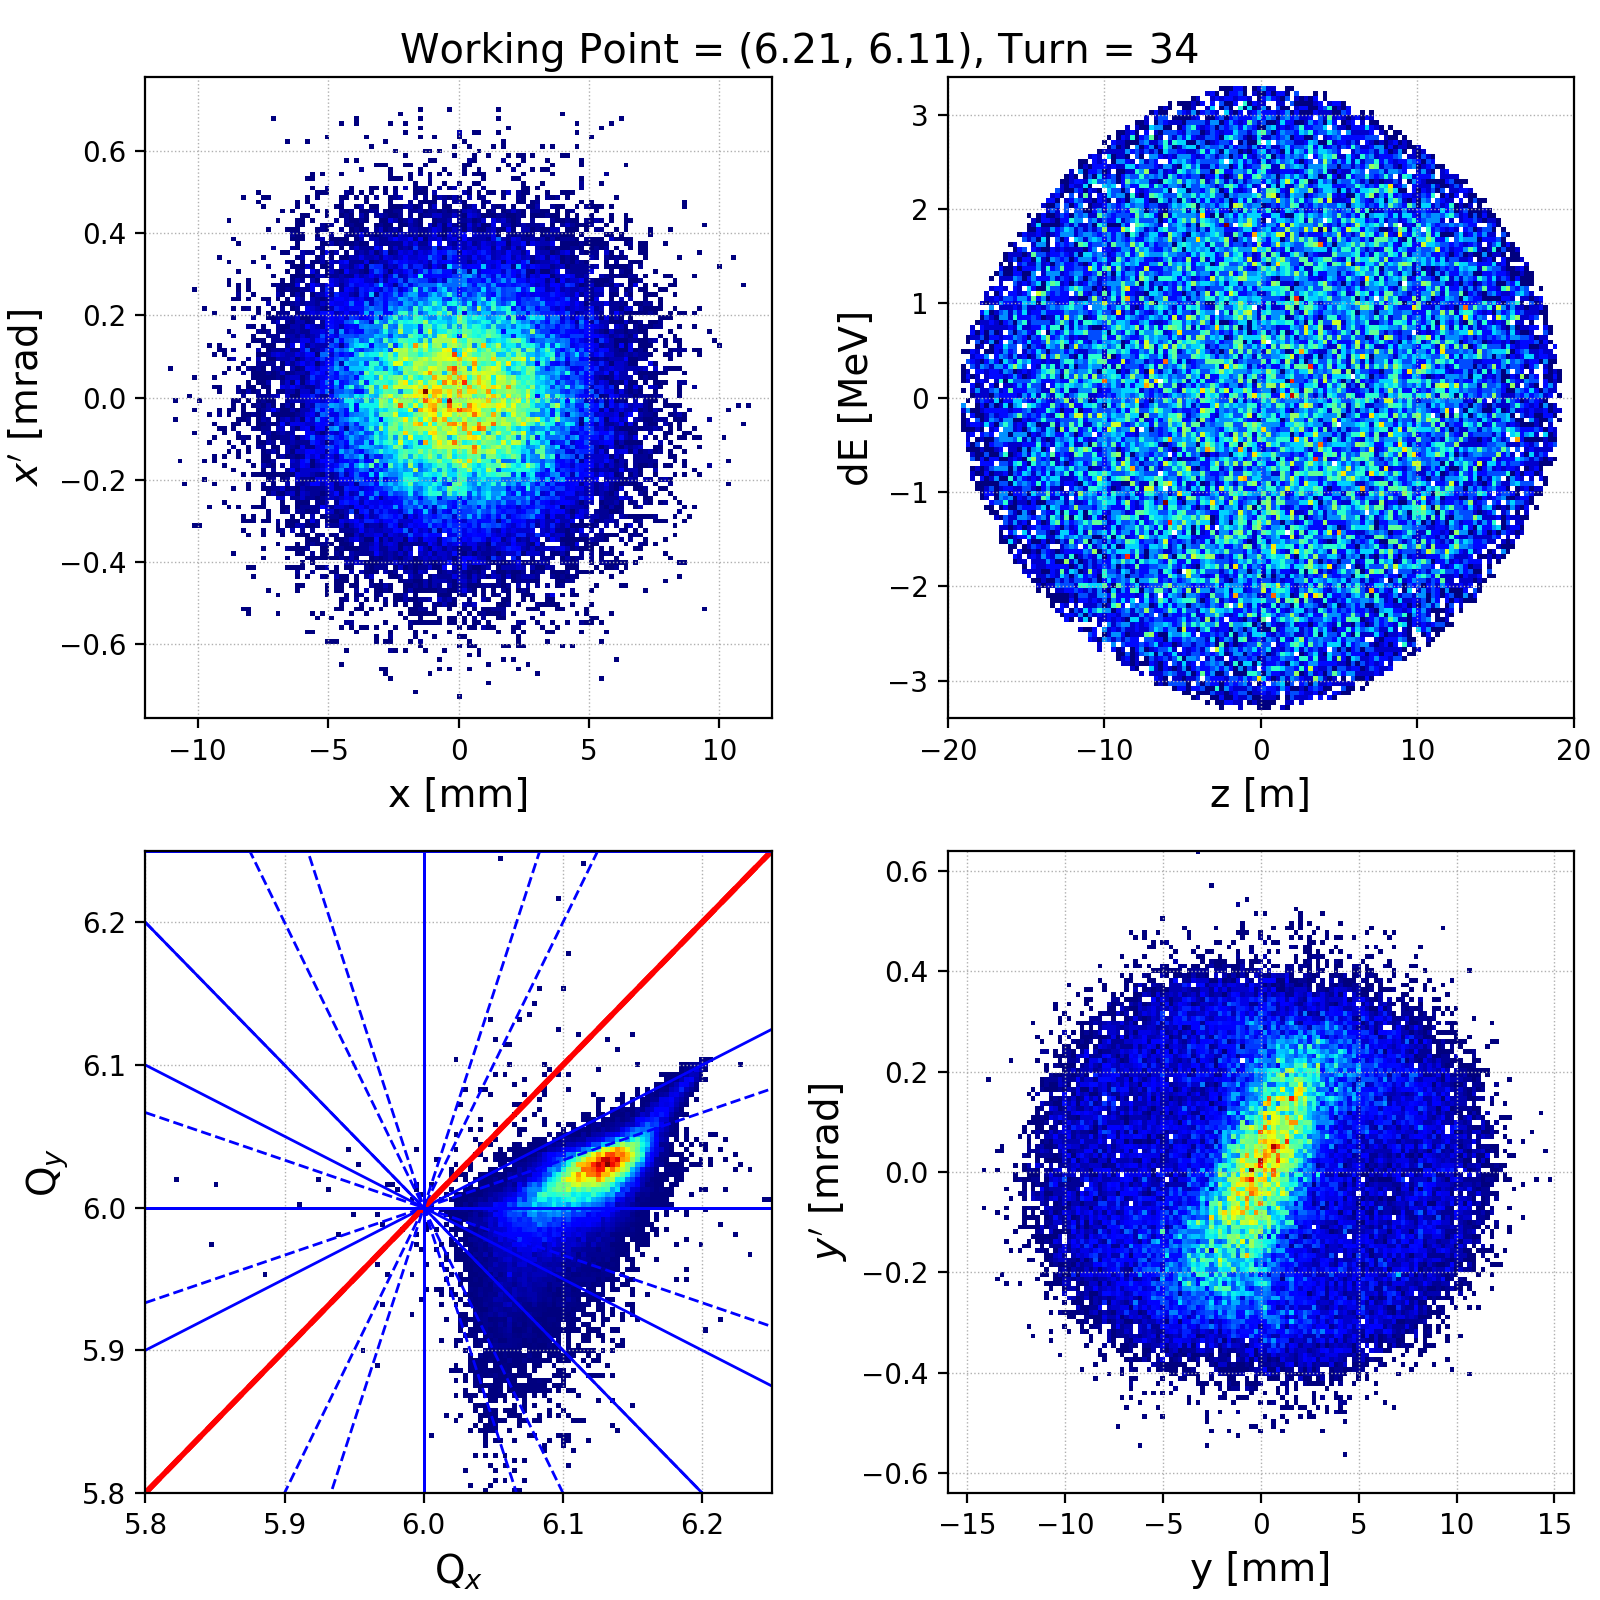 Working Point = (6.21, 6.11), Turn = 34
0.6
0.4
0.2
0.0
−0.2
−0.4
−0.6
x′ [mrad]
−10 −5 0 5 10
x [mm]
3
2
1
0
−1
−2
−3
dE [MeV]
−20 −10 0 10 20
z [m]
6.2
6.1
6.0
5.9
5.8
Qy
5.8 5.9 6.0 6.1 6.2
Qx
0.6
0.4
0.2
0.0
−0.2
−0.4
−0.6
y′ [mrad]
−15 −10 −5 0 5 10 15
y [mm]